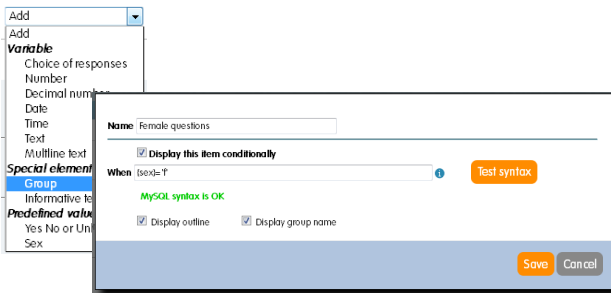 Add
Add
Variable
Choice of responses
Number
Decimal number
Date
Time
Text
Multline text
Special element
Group
Informative te
Predefined value
Yes No or Un
Sex
Name Female questions
Display this item conditionally
When {sex}='f' Test syntax
MySQL syntax is OK
Display outline Display group name
Save Cancel